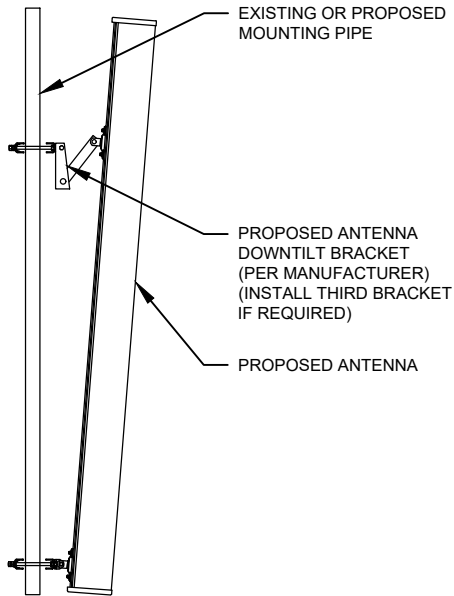 EXISTING OR PROPOSED
MOUNTING PIPE
PROPOSED ANTENNA
DOWNTILT BRACKET
(PER MANUFACTURER)
(INSTALL THIRD BRACKET
IF REQUIRED)
PROPOSED ANTENNA